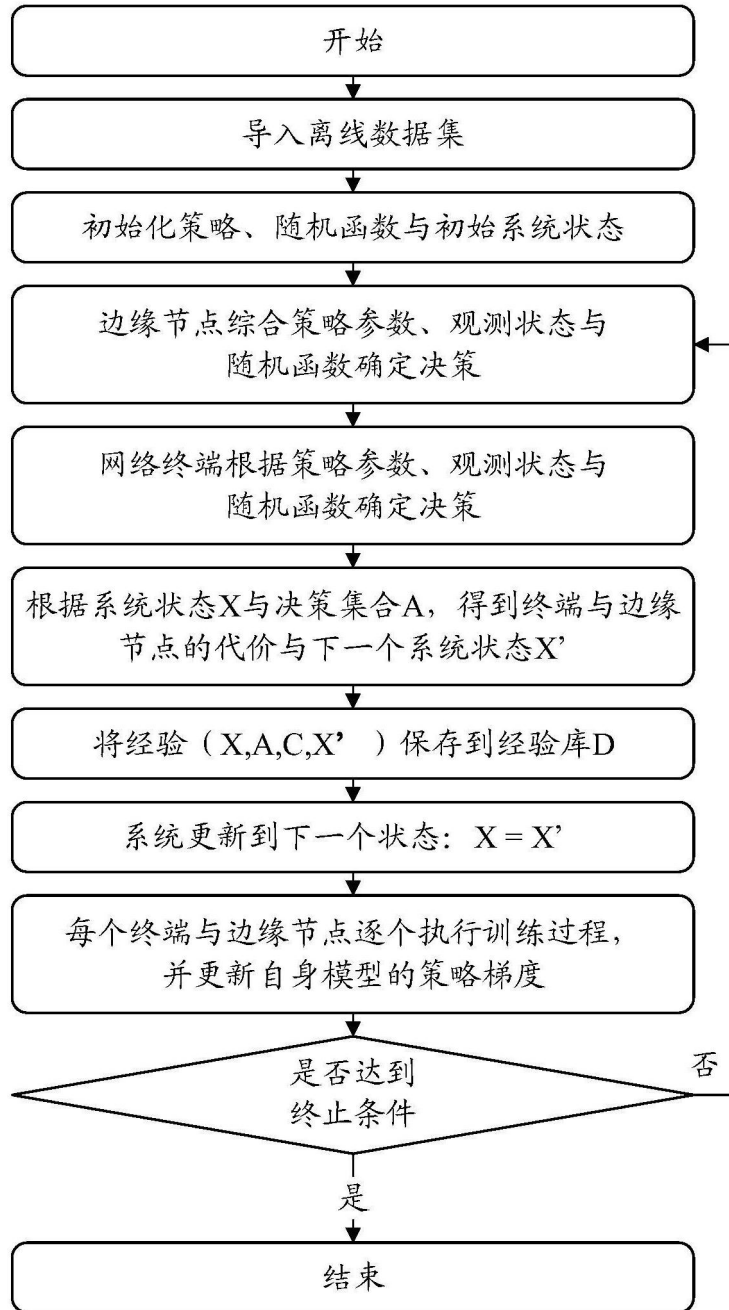 开始
导入离线数据集
初始化策略、随机函数与初始系统状态
边缘节点综合策略参数、观测状态与
随机函数确定决策
网络终端根据策略参数、观测状态与
随机函数确定决策
根据系统状态X与决策集合A，得到终端与边缘
节点的代价与下一个系统状态X’
将经验（X,A,C,X’）保存到经验库D
系统更新到下一个状态：X = X’
每个终端与边缘节点逐个执行训练过程，
并更新自身模型的策略梯度
是否达到
终止条件
否
是
结束